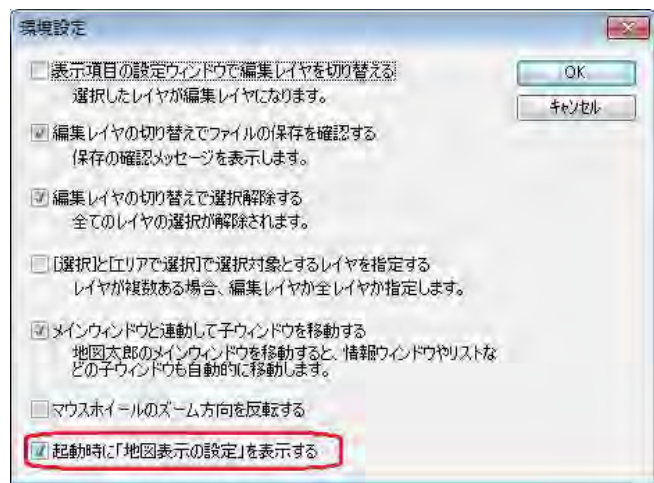 環境設定
表示項目の設定ウィンドウで編集レイヤを切り替える
選択したレイヤが編集レイヤになります。
OK
キャンセル
編集レイヤの切り替えでファイルの保存を確認する
保存の確認メッセージを表示します。
編集レイヤの切り替えで選択解除する
全てのレイヤの選択が解除されます。
[選択]と[エリアで選択]で選択対象とするレイヤを指定する
レイヤが複数ある場合、編集レイヤか全レイヤか指定します。
メインウィンドウと連動して子ウィンドウを移動する
地図太郎のメインウィンドウを移動すると、情報ウィンドウやリストな
どの子ウィンドウも自動的に移動します。
マウスホイールのズーム方向を反転する
起動時に「地図表示の設定」を表示する